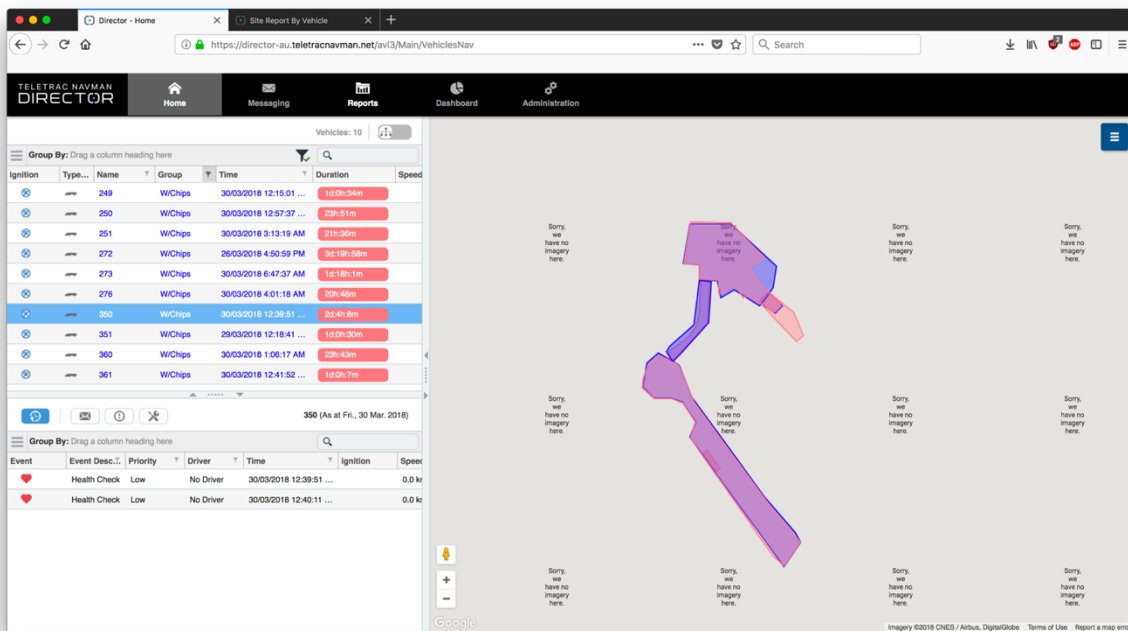 Director - Home
Site Report By Vehicle
https://director-au.teletracnavman.net/avl3/Main/VehiclesNav
Search
2
ABP
TELETRAC NAVMAN
DIRECTOR
Home
Messaging
Reports
Dashboard
Administration
Vehicles: 10
Group By: Drag a column heading here
Ignition Type... Name Group Time Duration Speed
249 W/Chips 30/03/2018 12:15:01 ... 1d:0h:34m
250 W/Chips 30/03/2018 12:57:37 ... 23h:51m
251 W/Chips 30/03/2018 3:13:19 AM 21h:36m
272 W/Chips 26/03/2018 4:50:59 PM 3d:19h:58m
273 W/Chips 30/03/2018 6:47:37 AM 1d:18h:1m
276 W/Chips 30/03/2018 4:01:18 AM 20h:48m
350 W/Chips 30/03/2018 12:39:51 ... 2d:4h:8m
351 W/Chips 29/03/2018 12:18:41 ... 1d:0h:30m
360 W/Chips 30/03/2018 1:06:17 AM 23h:43m
361 W/Chips 30/03/2018 12:41:52 ... 1d:0h:7m
350 (As at Fri., 30 Mar. 2018)
Group By: Drag a column heading here
Event Event Desc... Priority Driver Time Ignition Speed
Health Check Low No Driver 30/03/2018 12:39:51 ... 0.0 kr
Health Check Low No Driver 30/03/2018 12:40:11 ... 0.0 kr
Sorry,
we
have no
imagery
here.
Sorry,
we
have no
imagery
here.
Sorry,
we
have no
imagery
here.
Sorry,
we
have no
imagery
here.
Sorry,
we
have no
imagery
here.
Sorry,
we
have no
imagery
here.
Sorry,
we
have no
imagery
here.
Sorry,
we
have no
imagery
here.
Sorry,
we
have no
imagery
here.
Sorry,
we
have no
imagery
here.
Sorry,
we
have no
imagery
here.
Sorry,
we
have no
imagery
here.
Google
Imagery ©2018 CNES / Airbus, DigitalGlobe Terms of Use Report a map erro